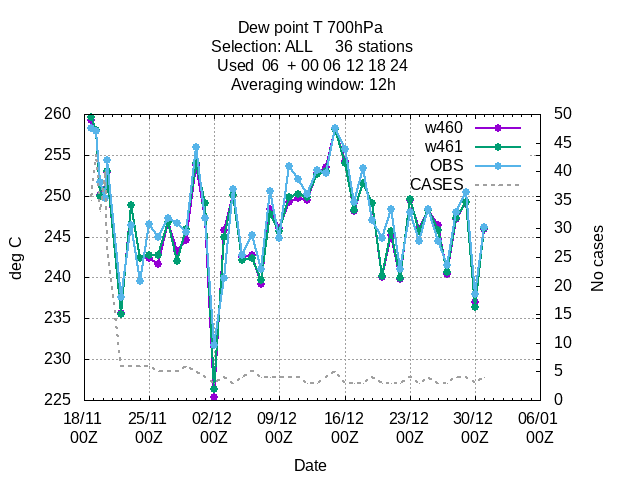 Dew point T 700hPa
Selection: ALL     36 stations
Used  06  + 00 06 12 18 24
Averaging window: 12h
w460
w461
OBS
CASES
260
255
250
245
240
235
230
225
50
45
40
35
30
25
20
15
10
5
0
deg C
No cases
18/11 25/11 02/12 09/12 16/12 23/12 30/12 06/01
00Z 00Z 00Z 00Z 00Z 00Z 00Z 00Z
Date